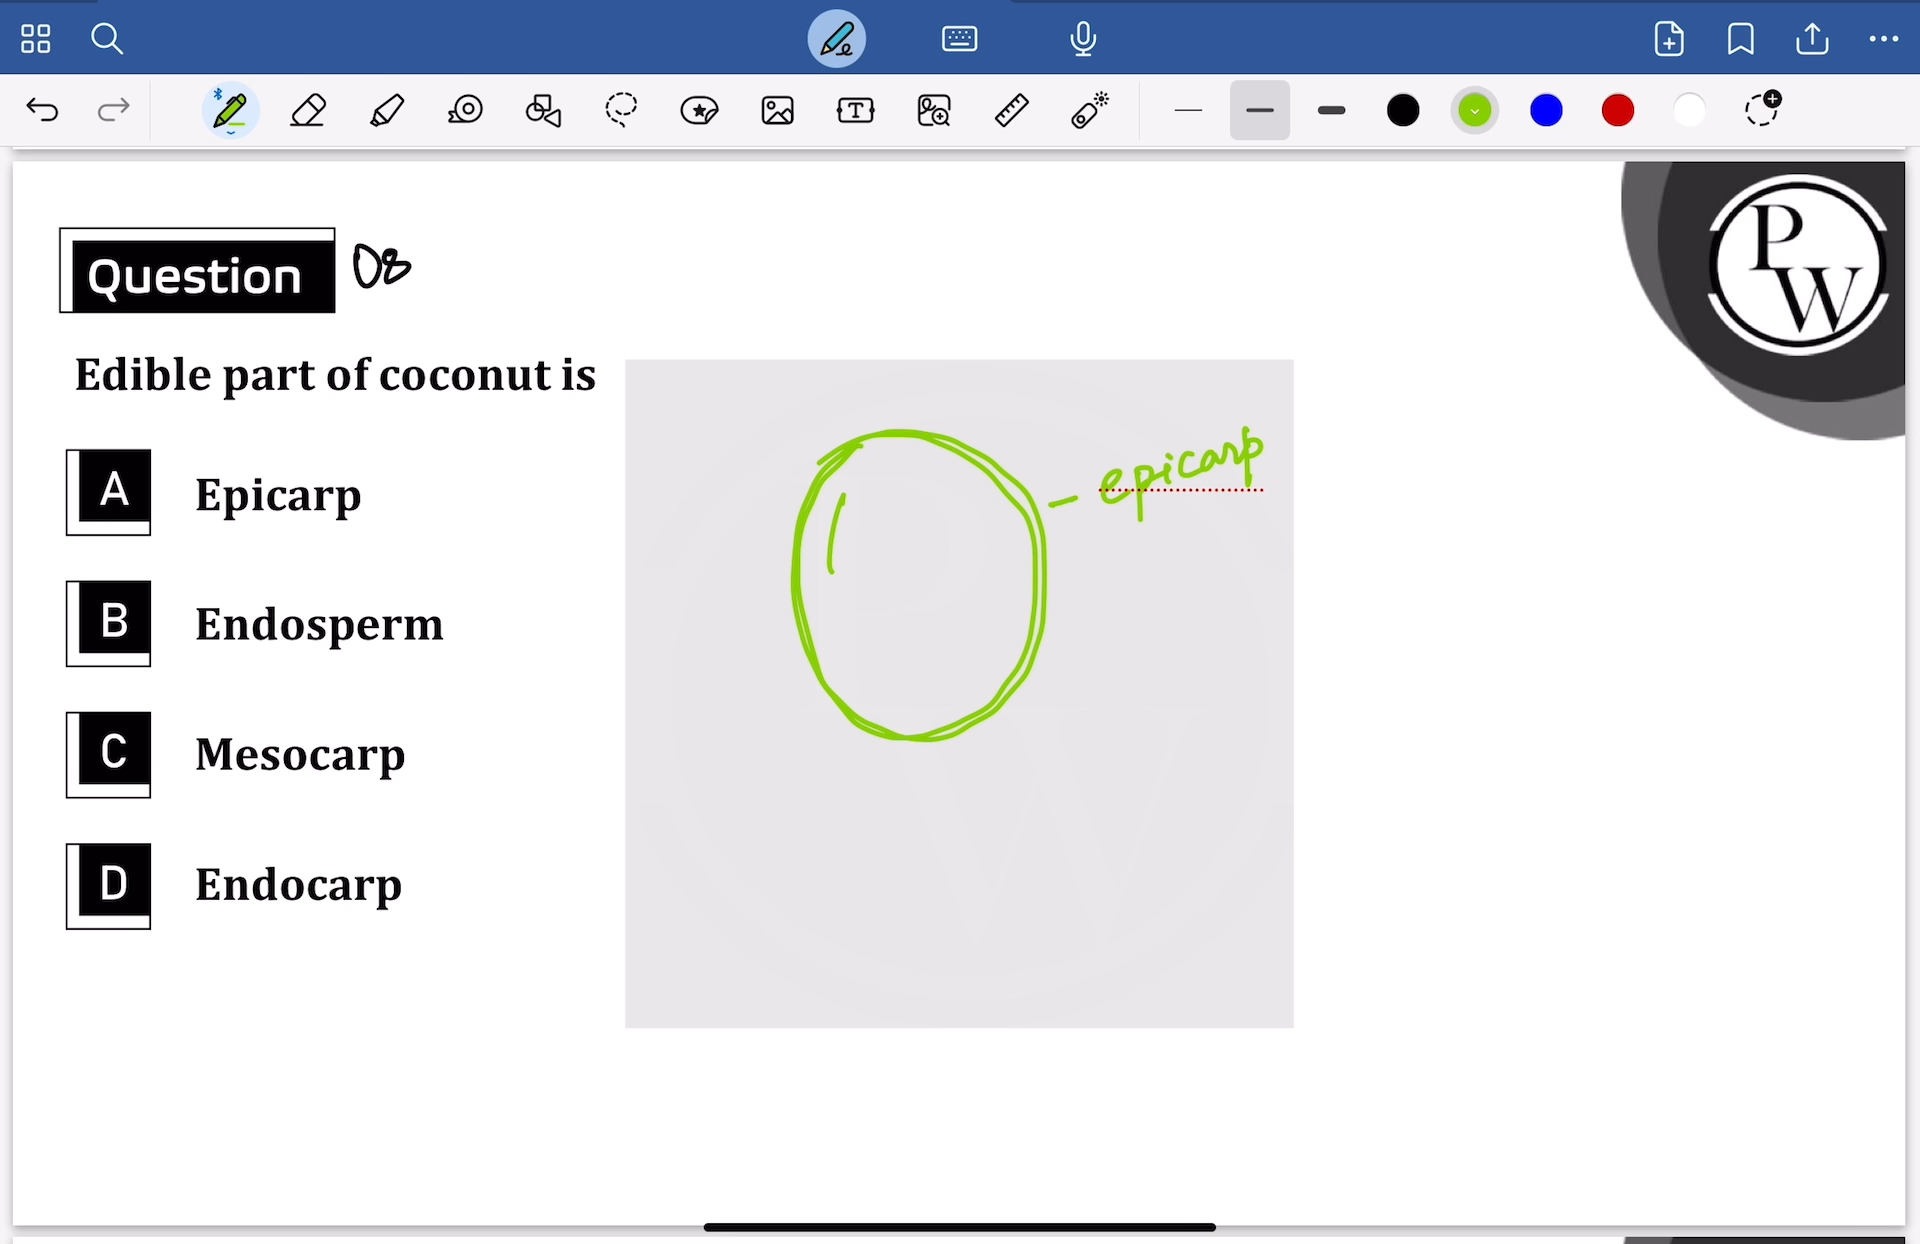 Question 08
Edible part of coconut is
A Epicarp
B Endosperm
C Mesocarp
D Endocarp
epicarp
PW